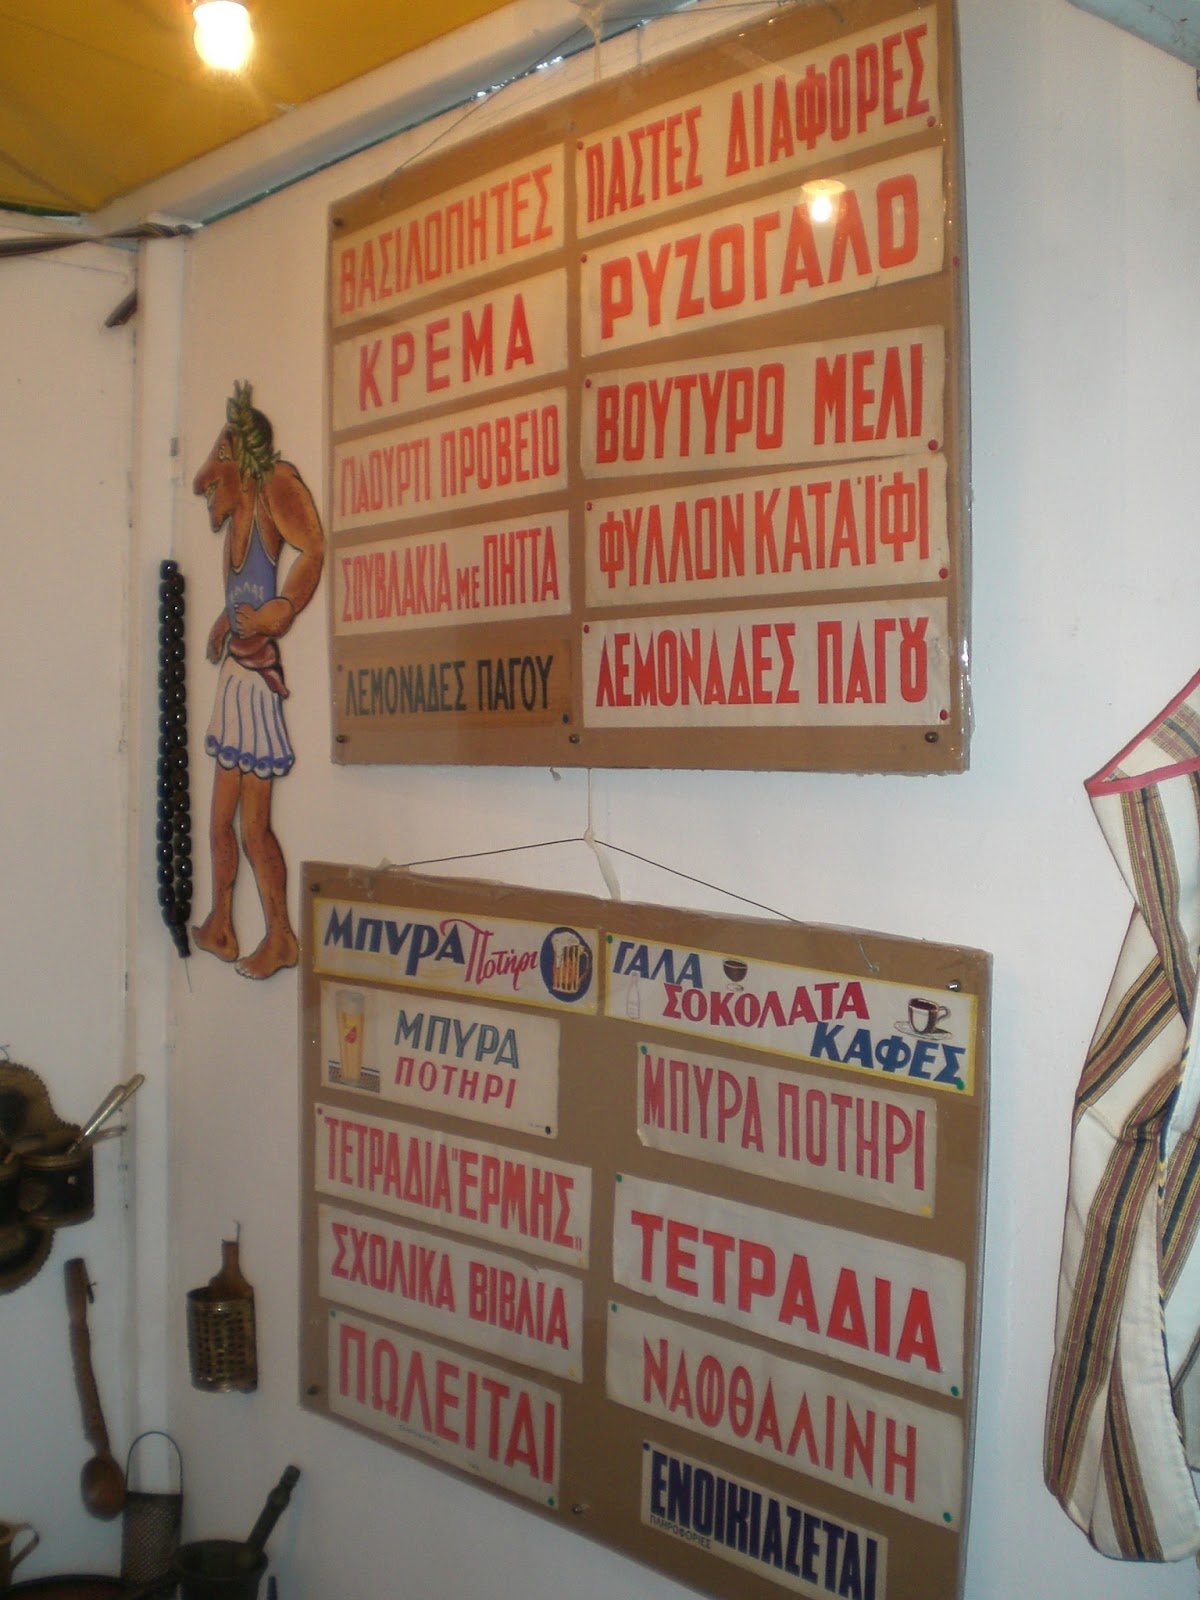 ΒΑΣΙΛΟΠΗΤΕΣ
ΚΡΕΜΑ
ΓΙΑΟΥΡΤΙ ΠΡΟΒΕΙΟ
ΣΟΥΒΛΑΚΙΑ ΜΕ ΠΗΤΤΑ
ΛΕΜΟΝΑΔΕΣ ΠΑΓΟΥ
ΠΑΣΤΕΣ ΔΙΑΦΟΡΕΣ
ΡΥΖΟΓΑΛΟ
ΒΟΥΤΥΡΟ ΜΕΛΙ
ΦΥΛΛΟΝ ΚΑΤΑΪΦΙ
ΛΕΜΟΝΑΔΕΣ ΠΑΓȢ
ΜΠΥΡΑ Ποτήρι
ΜΠΥΡΑ
ΠΟΤΗΡΙ
ΤΕΤΡΑΔΙΑ "ΕΡΜΗΣ„
ΣΧΟΛΙΚΑ ΒΙΒΛΙΑ
ΠΩΛΕΙΤΑΙ
ΓΑΛΑ
ΣΟΚΟΛΑΤΑ
ΚΑΦΕΣ
ΜΠΥΡΑ ΠΟΤΗΡΙ
ΤΕΤΡΑΔΙΑ
ΝΑΦΘΑΛΙΝΗ
ΕΝΟΙΚΙΑΖΕΤΑΙ
ΠΛΗΡΟΦΟΡΙΕΣ